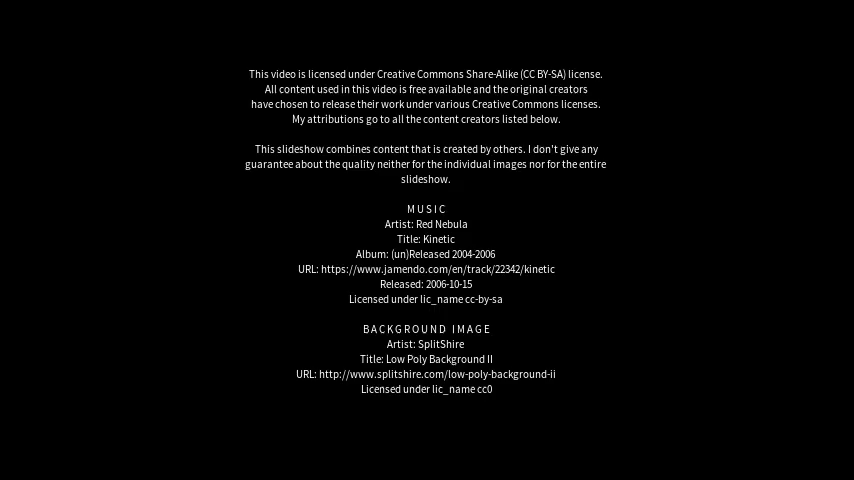 This video is licensed under Creative Commons Share-Alike (CC BY-SA) license.
All content used in this video is free available and the original creators
have chosen to release their work under various Creative Commons licenses.
My attributions go to all the content creators listed below.
This slideshow combines content that is created by others. I don't give any
guarantee about the quality neither for the individual images nor for the entire
slideshow.
MUSIC
Artist: Red Nebula
Title: Kinetic
Album: (un)Released 2004-2006
URL: https://www.jamendo.com/en/track/22342/kinetic
Released: 2006-10-15
Licensed under lic_name cc-by-sa
BACKGROUND IMAGE
Artist: SplitShire
Title: Low Poly Background II
URL: http://www.splitshire.com/low-poly-background-ii
Licensed under lic_name cc0